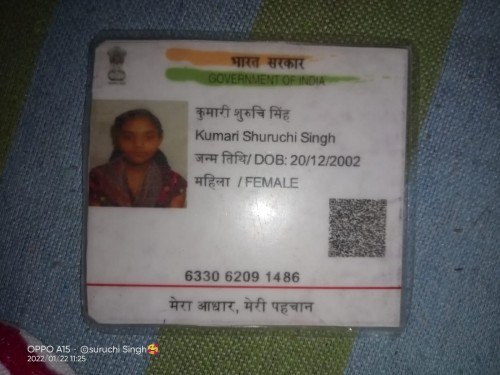 भारत सरकार
GOVERNMENT OF INDIA
कुमारी शुरुचि सिंह
Kumari Shuruchi Singh
जन्म तिथि/ DOB: 20/12/2002
महिला / FEMALE
6330 6209 1486
मेरा आधार, मेरी पहचान
OPPO A15 · ©suruchi Singh🥰
2022/01/22 11:25